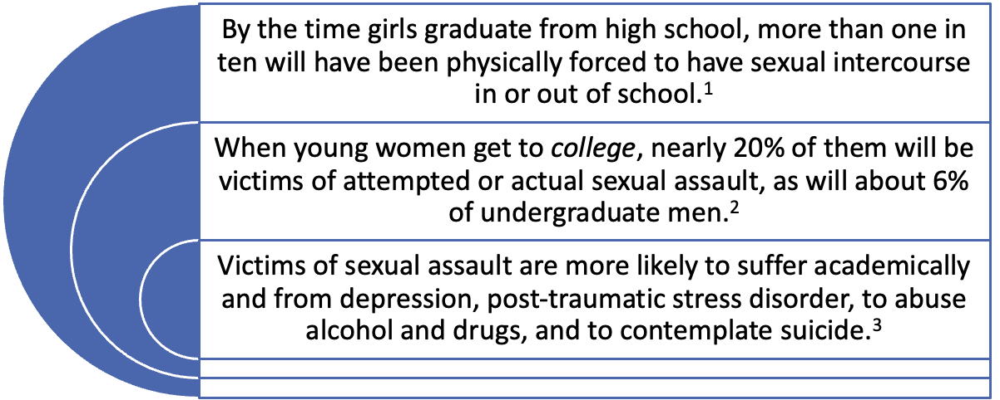 By the time girls graduate from high school, more than one in
ten will have been physically forced to have sexual intercourse
in or out of school.1
When young women get to college, nearly 20% of them will be
victims of attempted or actual sexual assault, as will about 6%
of undergraduate men.2
Victims of sexual assault are more likely to suffer academically
and from depression, post-traumatic stress disorder, to abuse
alcohol and drugs, and to contemplate suicide.3